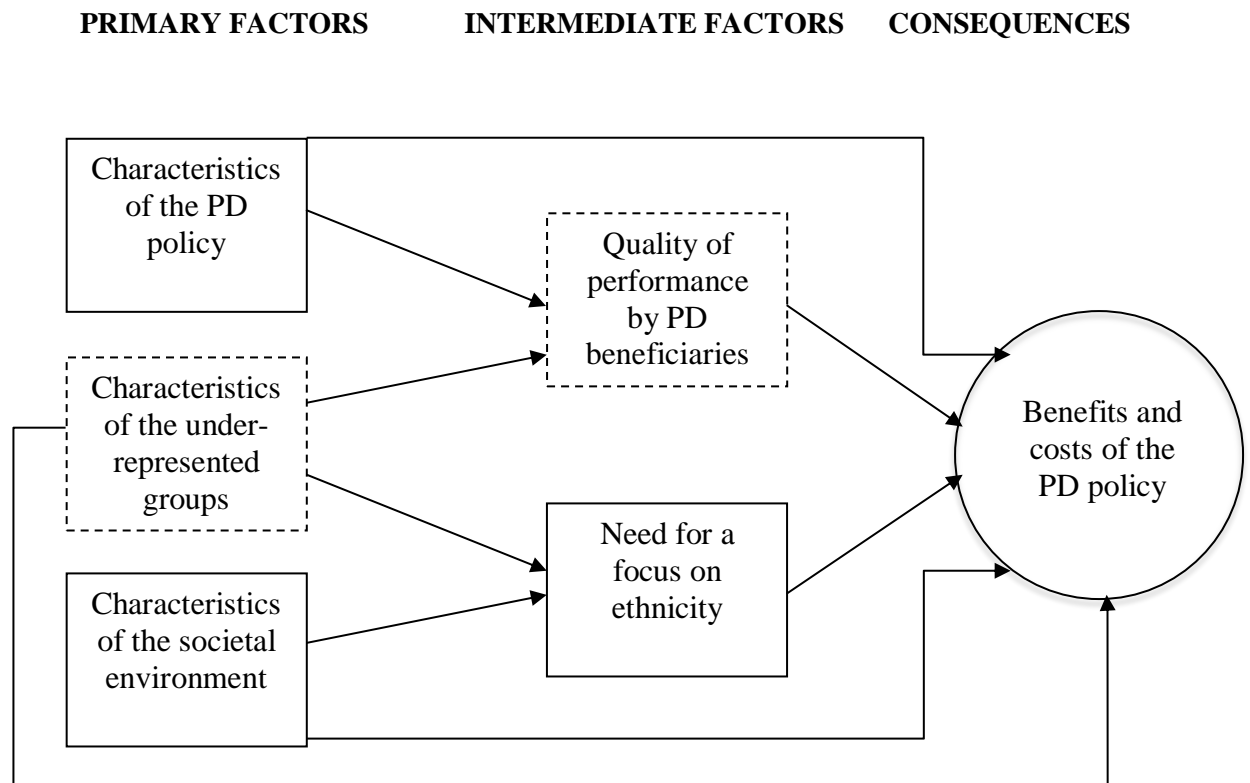 PRIMARY FACTORS INTERMEDIATE FACTORS CONSEQUENCES
Characteristics
of the PD
policy
Quality of
performance
by PD
beneficiaries
Characteristics
of the under-
represented
groups
Benefits and
costs of the
PD policy
Need for a
focus on
ethnicity
Characteristics
of the societal
environment